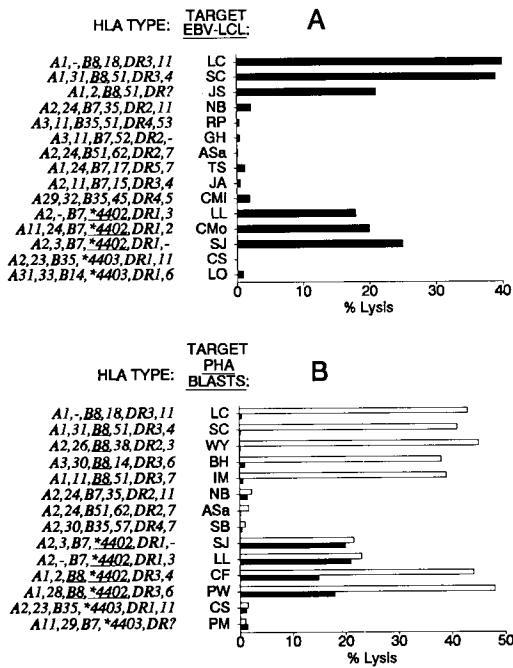 HLA TYPE: TARGET EBV-LCL: A
A1,-,B8,18,DR3,11 LC
A1,31,B8,51,DR3,4 SC
A1,2,B8,51,DR? JS
A2,24,B7,35,DR2,11 NB
A3,11,B35,51,DR4,53 RP
A3,11,B7,52,DR2,- GH
A2,24,B51,62,DR2,7 ASa
A1,24,B7,17,DR5,7 TS
A2,11,B7,15,DR3,4 JA
A29,32,B35,45,DR4,5 CMl
A2,-,B7,*4402,DR1,3 LL
A11,24,B7,*4402,DR1,2 CMo
A2,3,B7,*4402,DR1,- SJ
A2,23,B35,*4403,DR1,11 CS
A31,33,B14,*4403,DR1,6 LO
0 10 20 30 40
% Lysis
HLA TYPE: TARGET PHA BLASTS: B
A1,-,B8,18,DR3,11 LC
A1,31,B8,51,DR3,4 SC
A2,26,B8,38,DR2,3 WY
A3,30,B8,14,DR3,6 BH
A1,11,B8,51,DR3,7 IM
A2,24,B7,35,DR2,11 NB
A2,24,B51,62,DR2,7 ASa
A2,30,B35,57,DR4,7 SB
A2,3,B7,*4402,DR1,- SJ
A2,-,B7,*4402,DR1,3 LL
A1,2,B8,*4402,DR3,4 CF
A1,28,B8,*4402,DR3,6 PW
A2,23,B35,*4403,DR1,11 CS
A11,29,B7,*4403,DR? PM
0 10 20 30 40 50
% Lysis